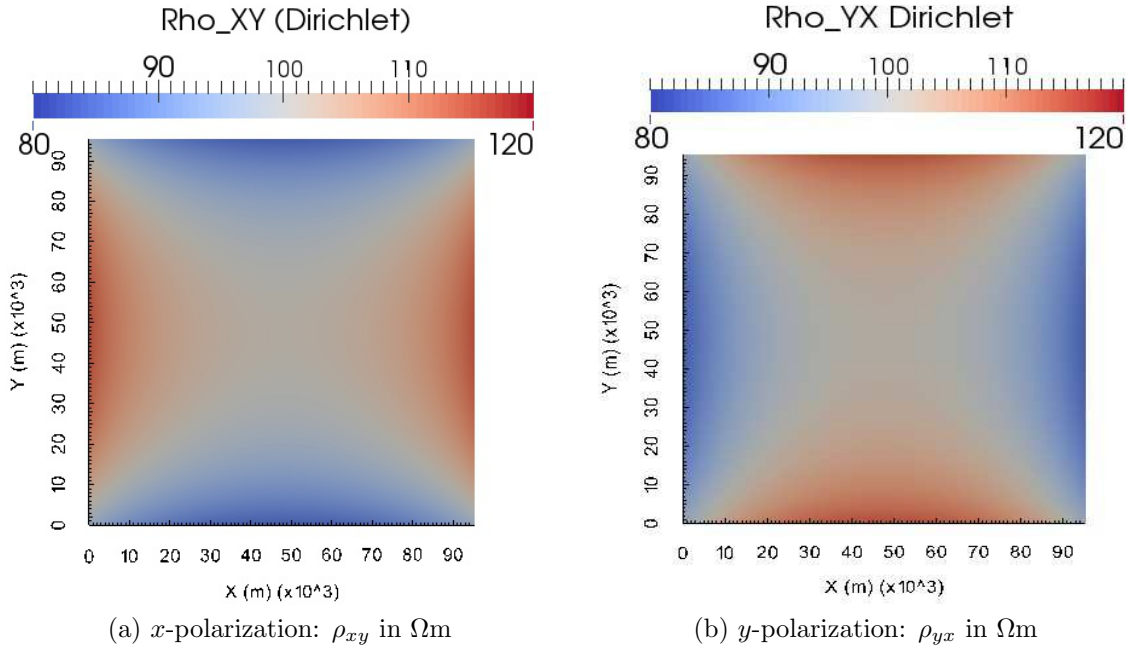 Rho_XY (Dirichlet)
90 100 110
80 120
90
80
70
60
50
40
30
20
10
0
Y (m) (x10^3)
0 10 20 30 40 50 60 70 80 90
X (m) (x10^3)
(a) x-polarization: ρxy in Ωm
Rho_YX Dirichlet
90 100 110
80 120
90
80
70
60
50
40
30
20
10
0
Y (m) (x10^3)
0 10 20 30 40 50 60 70 80 90
X (m) (x10^3)
(b) y-polarization: ρyx in Ωm